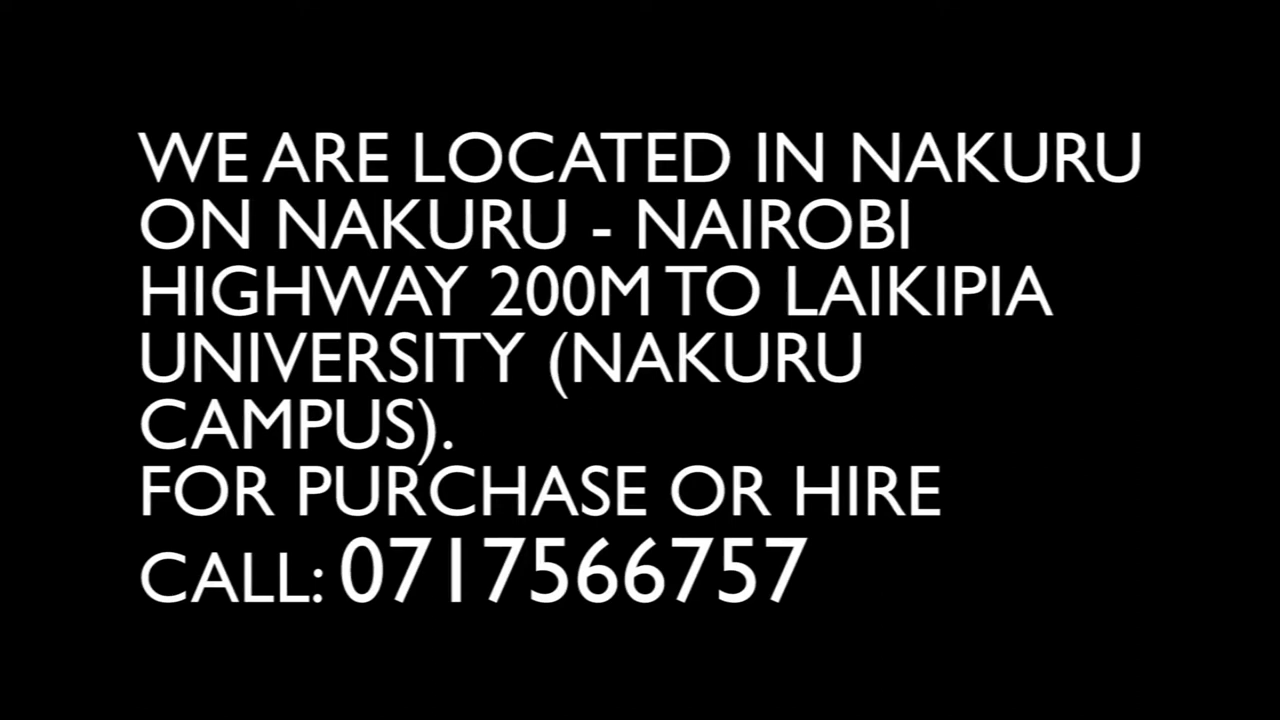 WE ARE LOCATED IN NAKURU
ON NAKURU - NAIROBI
HIGHWAY 200M TO LAIKIPIA
UNIVERSITY (NAKURU
CAMPUS).
FOR PURCHASE OR HIRE
CALL: 0717566757